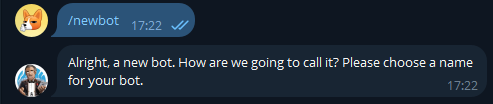 /newbot
17:22
Alright, a new bot. How are we going to call it? Please choose a name
for your bot.
17:22